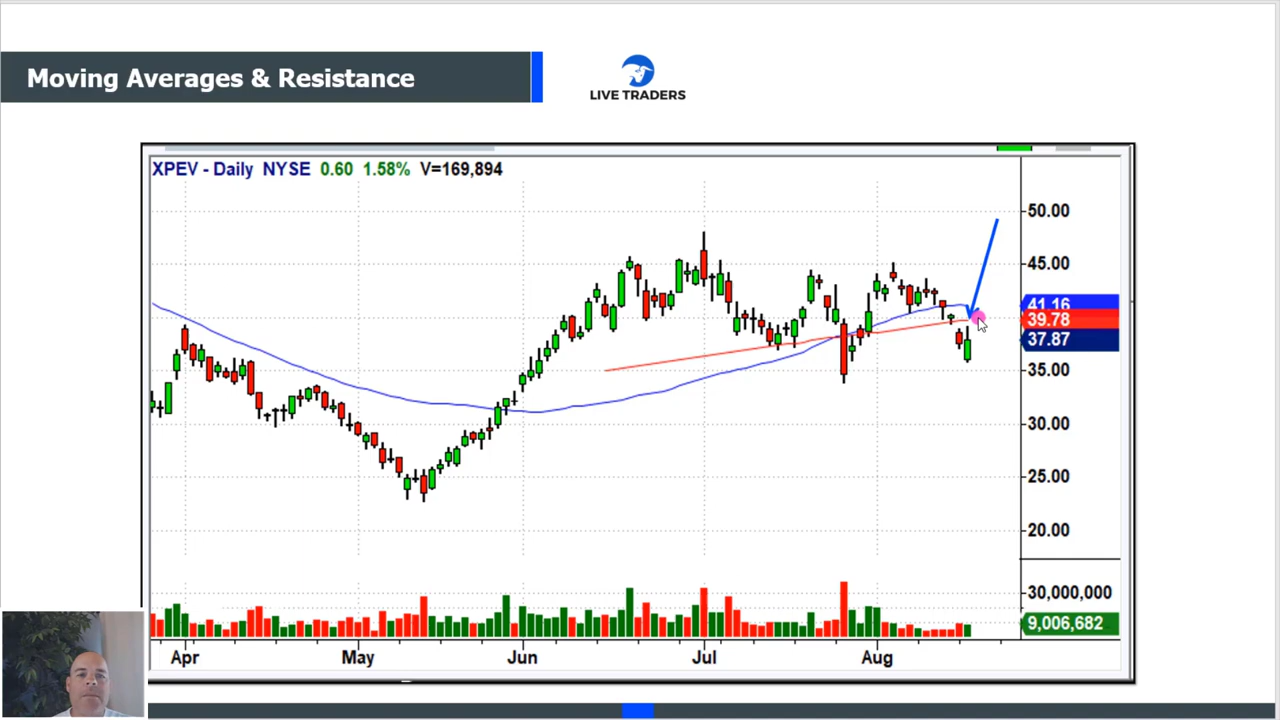 Moving Averages & Resistance
LIVE TRADERS
XPEV - Daily NYSE 0.60 1.58% V=169,894
50.00
45.00
41.16
39.78
37.87
35.00
30.00
25.00
20.00
30,000,000
9,006,682
Apr May Jun Jul Aug